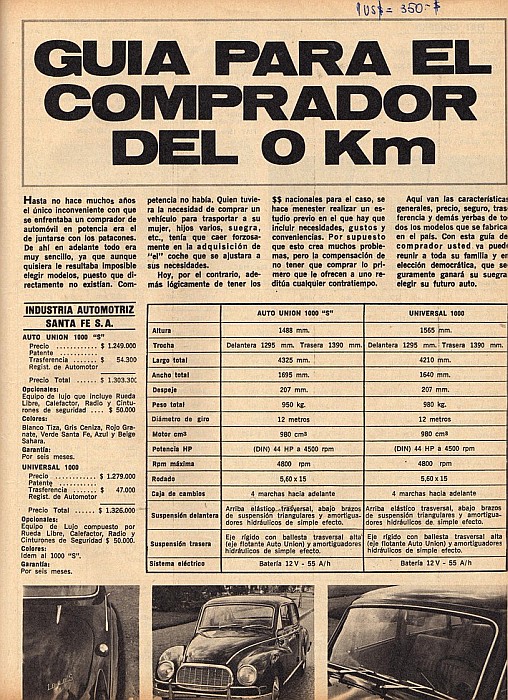 1 US$ = 350-$
GUIA PARA EL
COMPRADOR
DEL 0 Km
Hasta no hace muchos años
el único inconveniente con que
se enfrentaba un comprador de
automóvil en potencia era el
de juntarse con los patacones.
De ahí en adelante todo era
muy sencillo, ya que aunque
quisiera le resultaba imposible
elegir modelos, puesto que di-
rectamente no existían. Com-
petencia no había. Quien tuvie-
ra la necesidad de comprar un
vehículo para trasportar a su
mujer, hijos varios, suegra,
etc., tenía que caer forzosa-
mente en la adquisición de
"el" coche que se ajustara a
sus necesidades.
Hoy, por el contrario, ade-
más lógicamente de tener los
$$ nacionales para el caso, se
hace menester realizar un es-
tudio previo en el que hay que
incluir necesidades, gustos y
conveniencias. Por supuesto
que esto crea muchos proble-
mas, pero la compensación de
no tener que comprar lo pri-
mero que le ofrecen a uno re-
ditúa cualquier contratiempo.
Aquí van las características
generales, precio, seguro, tras-
ferencia y demás yerbas de to-
dos los modelos que se fabrica
en el país. Con esta guía de
comprador usted ya puede
reunir a toda su familia y en
elección democrática, que se-
guramente ganará su suegra
elegir su futuro auto.
INDUSTRIA AUTOMOTRIZ
SANTA FE S.A.
AUTO UNION 1000 "S"
Precio ............ $ 1.249.000
Patente ............
Trasferencia ...... $ 54.300
Regist. de Automotor
Precio Total ...... $ 1.303.300
Opcionales:
Equipo de lujo que incluye Rueda
Libre, Calefactor, Radio y Cintu-
rones de seguridad .... $ 50.000
Colores:
Blanco Tiza, Gris Ceniza, Rojo Gra-
nate, Verde Santa Fe, Azul y Beige
Sahara.
Garantía:
Por seis meses.
UNIVERSAL 1000
Precio ............ $ 1.279.000
Patente ............
Trasferencia ...... $ 47.000
Regist. de Automotor
Precio Total ...... $ 1.326.000
Opcionales:
Equipo de Lujo compuesto por
Rueda Libre, Calefactor, Radio y
Cinturones de Seguridad $ 50.000.
Colores:
Idem al 1000 "S".
Garantía:
Por seis meses.
AUTO UNION 1000 "S" UNIVERSAL 1000
Altura 1488 mm. 1565 mm.
Trocha Delantera 1295 mm. Trasera 1390 mm. Delantera 1295 mm. Trasera 1390 mm.
Largo total 4325 mm. 4210 mm.
Ancho total 1695 mm. 1640 mm.
Despeje 207 mm. 207 mm.
Peso total 950 kg. 980 kg.
Diámetro de giro 12 metros 12 metros
Motor cm³ 980 cm³ 980 cm³
Potencia HP (DIN) 44 HP a 4500 rpm (DIN) 44 HP a 4500 rpm
Rpm máxima 4800 rpm 4800 rpm
Rodado 5,60 x 15 5,60 x 15
Caja de cambios 4 marchas hacia adelante 4 marchas hacia adelante
Suspensión delantera Arriba elástico trasversal, abajo brazos de suspensión triangulares y amortigua- dores hidráulicos de simple efecto. Arriba elástico trasversal, abajo brazos de suspensión triangulares y amortigua- dores hidráulicos de simple efecto.
Suspensión trasera Eje rígido con ballesta trasversal alta (eje flotante Auto Unión) y amortiguadores hidráulicos de simple efecto. Eje rígido con ballesta trasversal alta (eje flotante Auto Unión) y amortiguadores hidráulicos de simple efecto.
Sistema eléctrico Batería 12 V - 55 A/h Batería 12 V - 55 A/h